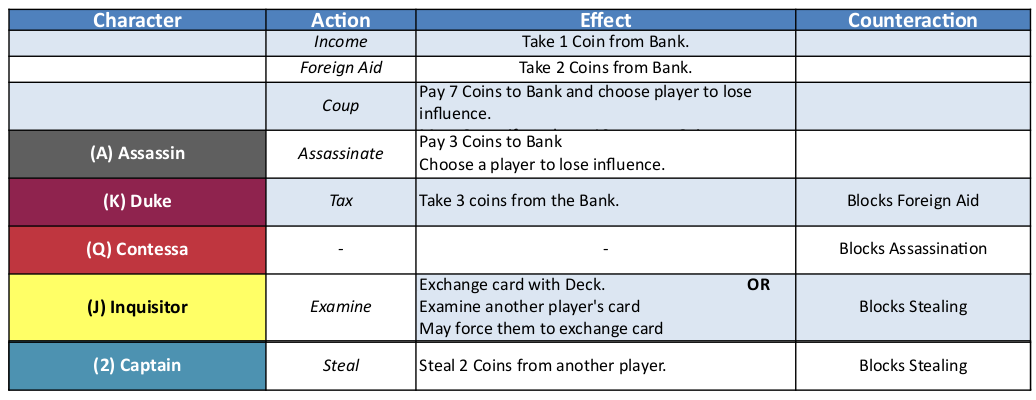 Character Action Effect Counteraction
Income Take 1 Coin from Bank.
Foreign Aid Take 2 Coins from Bank.
Coup Pay 7 Coins to Bank and choose player to lose
influence.
(A) Assassin Assassinate Pay 3 Coins to Bank
Choose a player to lose influence.
(K) Duke Tax Take 3 coins from the Bank. Blocks Foreign Aid
(Q) Contessa - - Blocks Assassination
Exchange card with Deck. OR
(J) Inquisitor Examine Examine another player's card Blocks Stealing
May force them to exchange card
(2) Captain Steal Steal 2 Coins from another player. Blocks Stealing